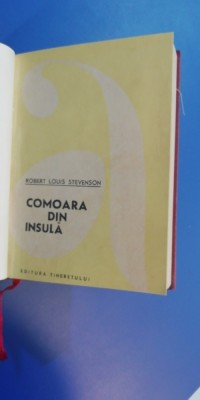 ROBERT LOUIS STEVENSON
COMOARA
DIN
INSULĂ
EDITURA TINERETULUI